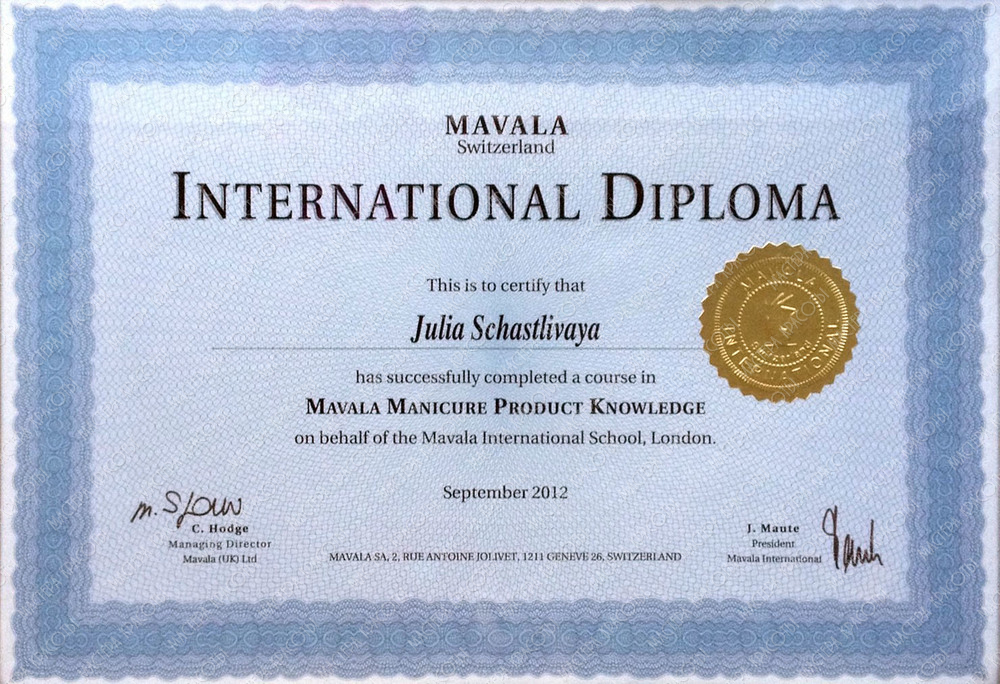 MAVALA
Switzerland
INTERNATIONAL DIPLOMA
This is to certify that
Julia Schastlivaya
has successfully completed a course in
MAVALA MANICURE PRODUCT KNOWLEDGE
on behalf of the Mavala International School, London.
September 2012
MAVALA
Switzerland
INTERNATIONAL
C. Hodge
Managing Director
Mavala (UK) Ltd
MAVALA SA, 2, RUE ANTOINE JOLIVET, 1211 GENEVE 26, SWITZERLAND
J. Maute
President
Mavala International